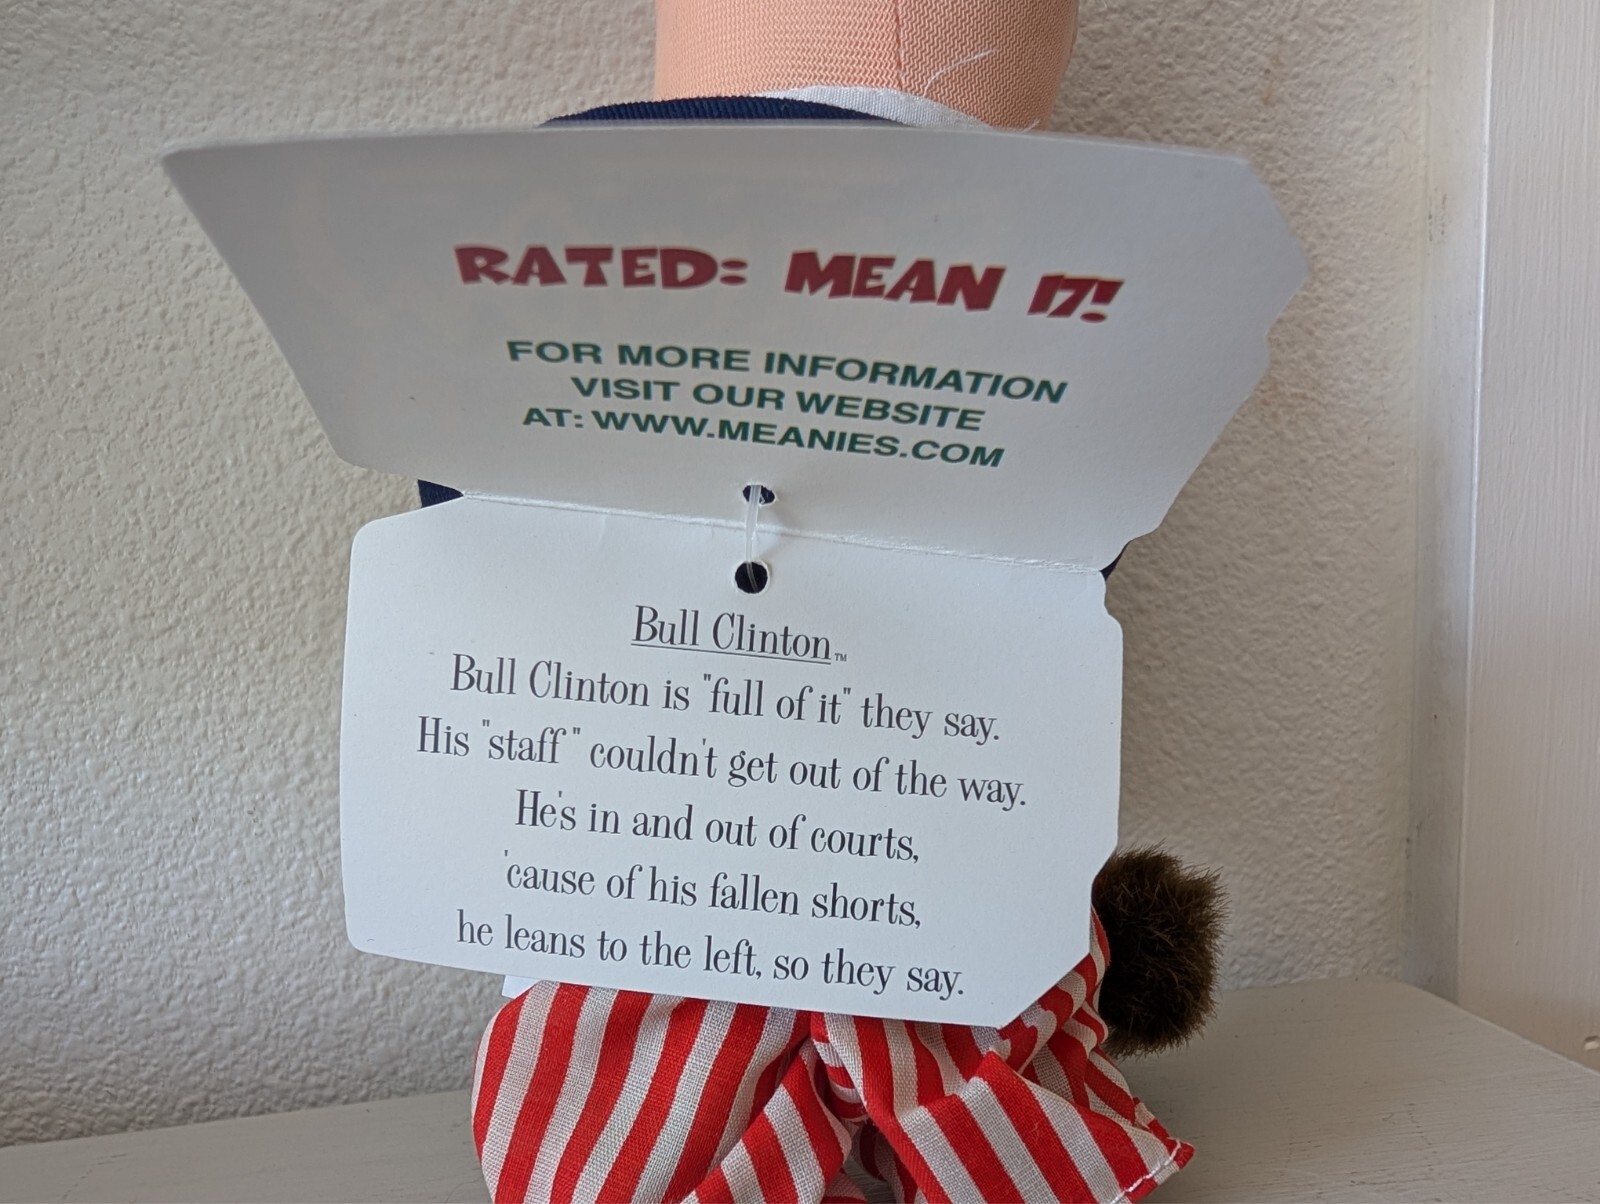 RATED: MEAN 17!
FOR MORE INFORMATION
VISIT OUR WEBSITE
AT: WWW.MEANIES.COM
Bull Clinton™
Bull Clinton is "full of it" they say.
His "staff" couldn't get out of the way.
He's in and out of courts,
'cause of his fallen shorts,
he leans to the left, so they say.